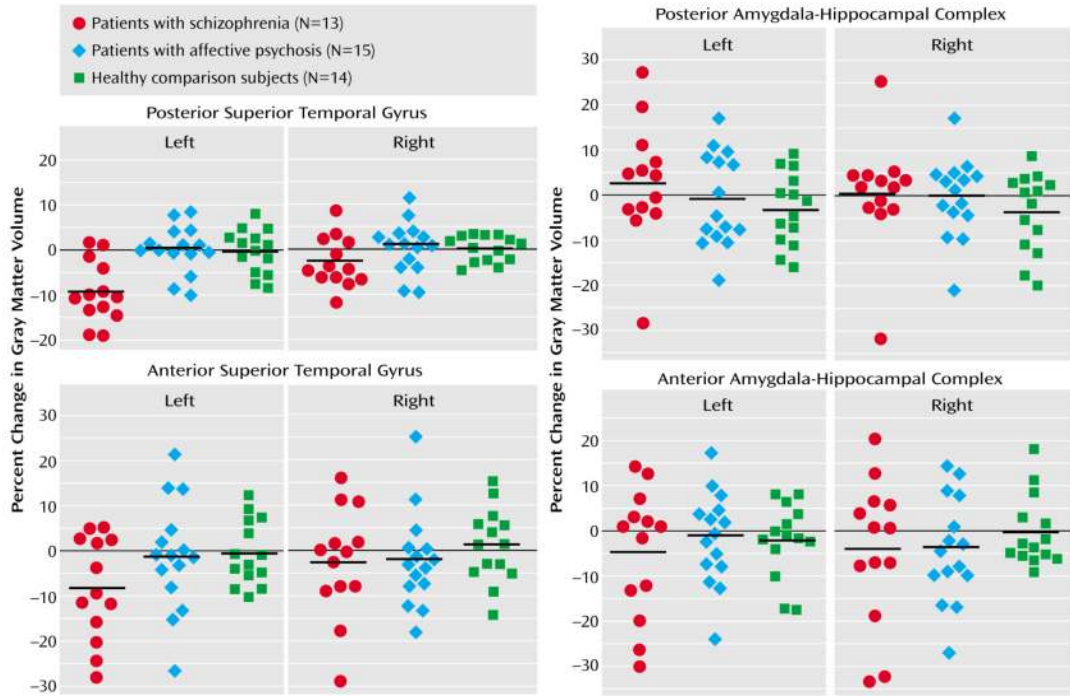 Patients with schizophrenia (N=13)
Patients with affective psychosis (N=15)
Healthy comparison subjects (N=14)
Posterior Superior Temporal Gyrus
Left
Right
Percent Change in Gray Matter Volume
20
10
0
−10
−20
Anterior Superior Temporal Gyrus
Left
Right
30
20
10
0
−10
−20
−30
Posterior Amygdala-Hippocampal Complex
Left
Right
Percent Change in Gray Matter Volume
30
20
10
0
−10
−20
−30
Anterior Amygdala-Hippocampal Complex
Left
Right
20
10
0
−10
−20
−30